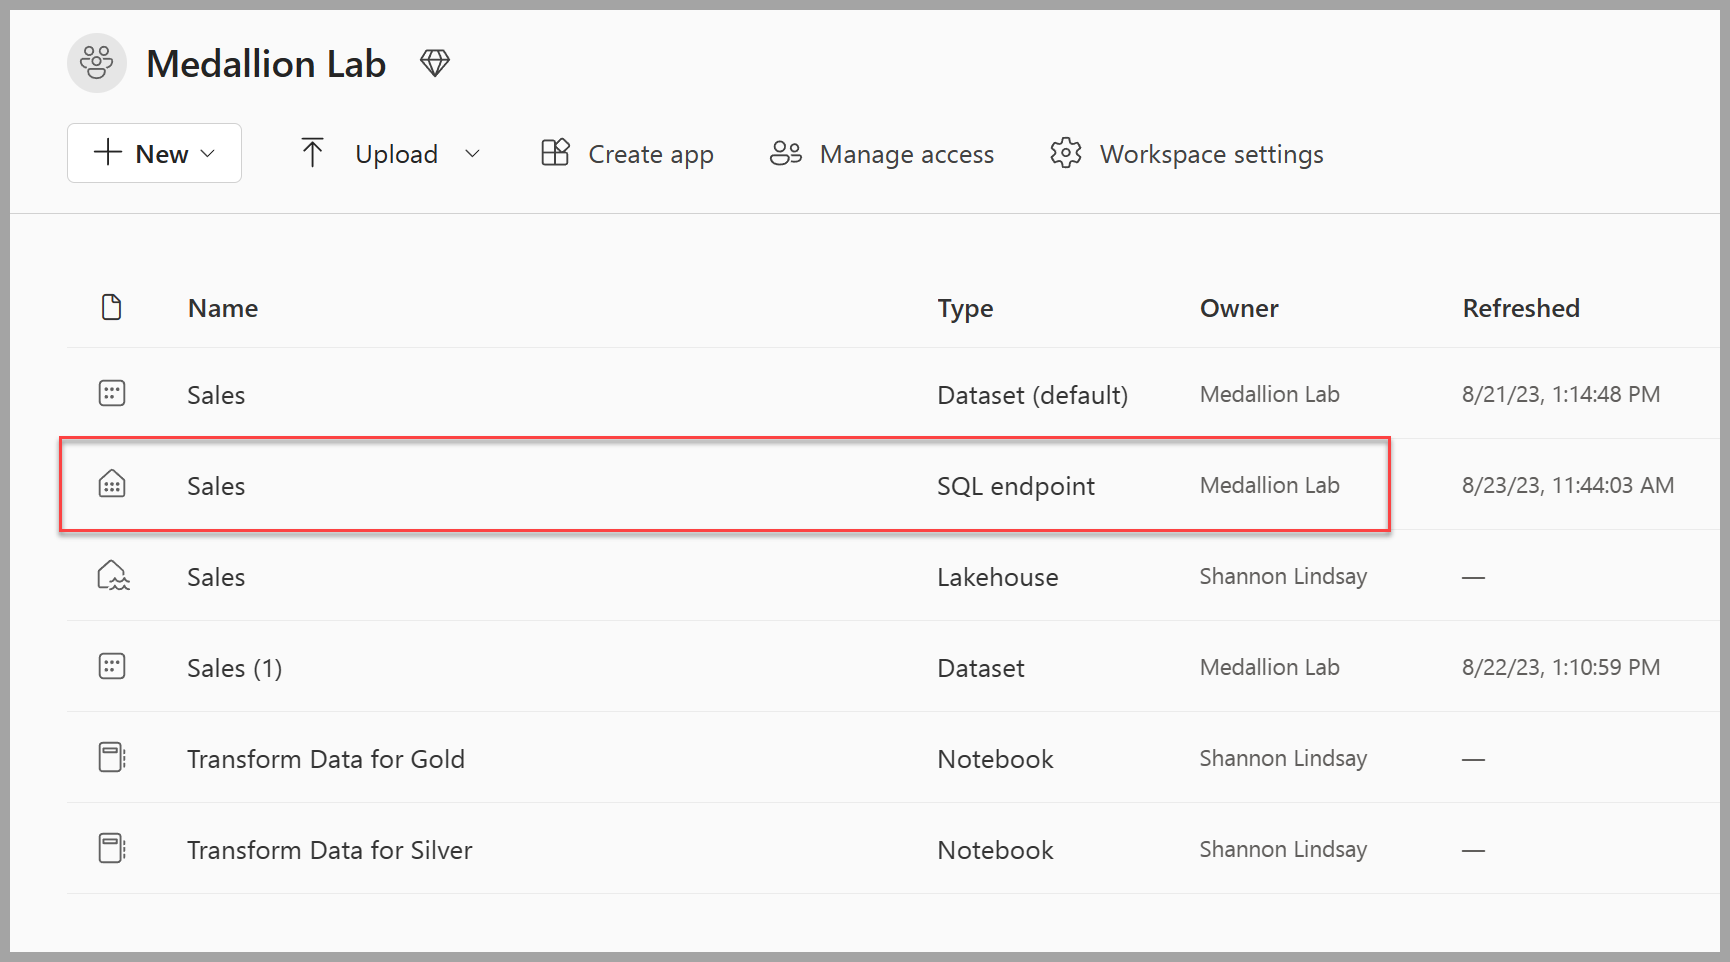 Medallion Lab
New Upload Create app Manage access Workspace settings
Name Type Owner Refreshed
Sales Dataset (default) Medallion Lab 8/21/23, 1:14:48 PM
Sales SQL endpoint Medallion Lab 8/23/23, 11:44:03 AM
Sales Lakehouse Shannon Lindsay —
Sales (1) Dataset Medallion Lab 8/22/23, 1:10:59 PM
Transform Data for Gold Notebook Shannon Lindsay —
Transform Data for Silver Notebook Shannon Lindsay —